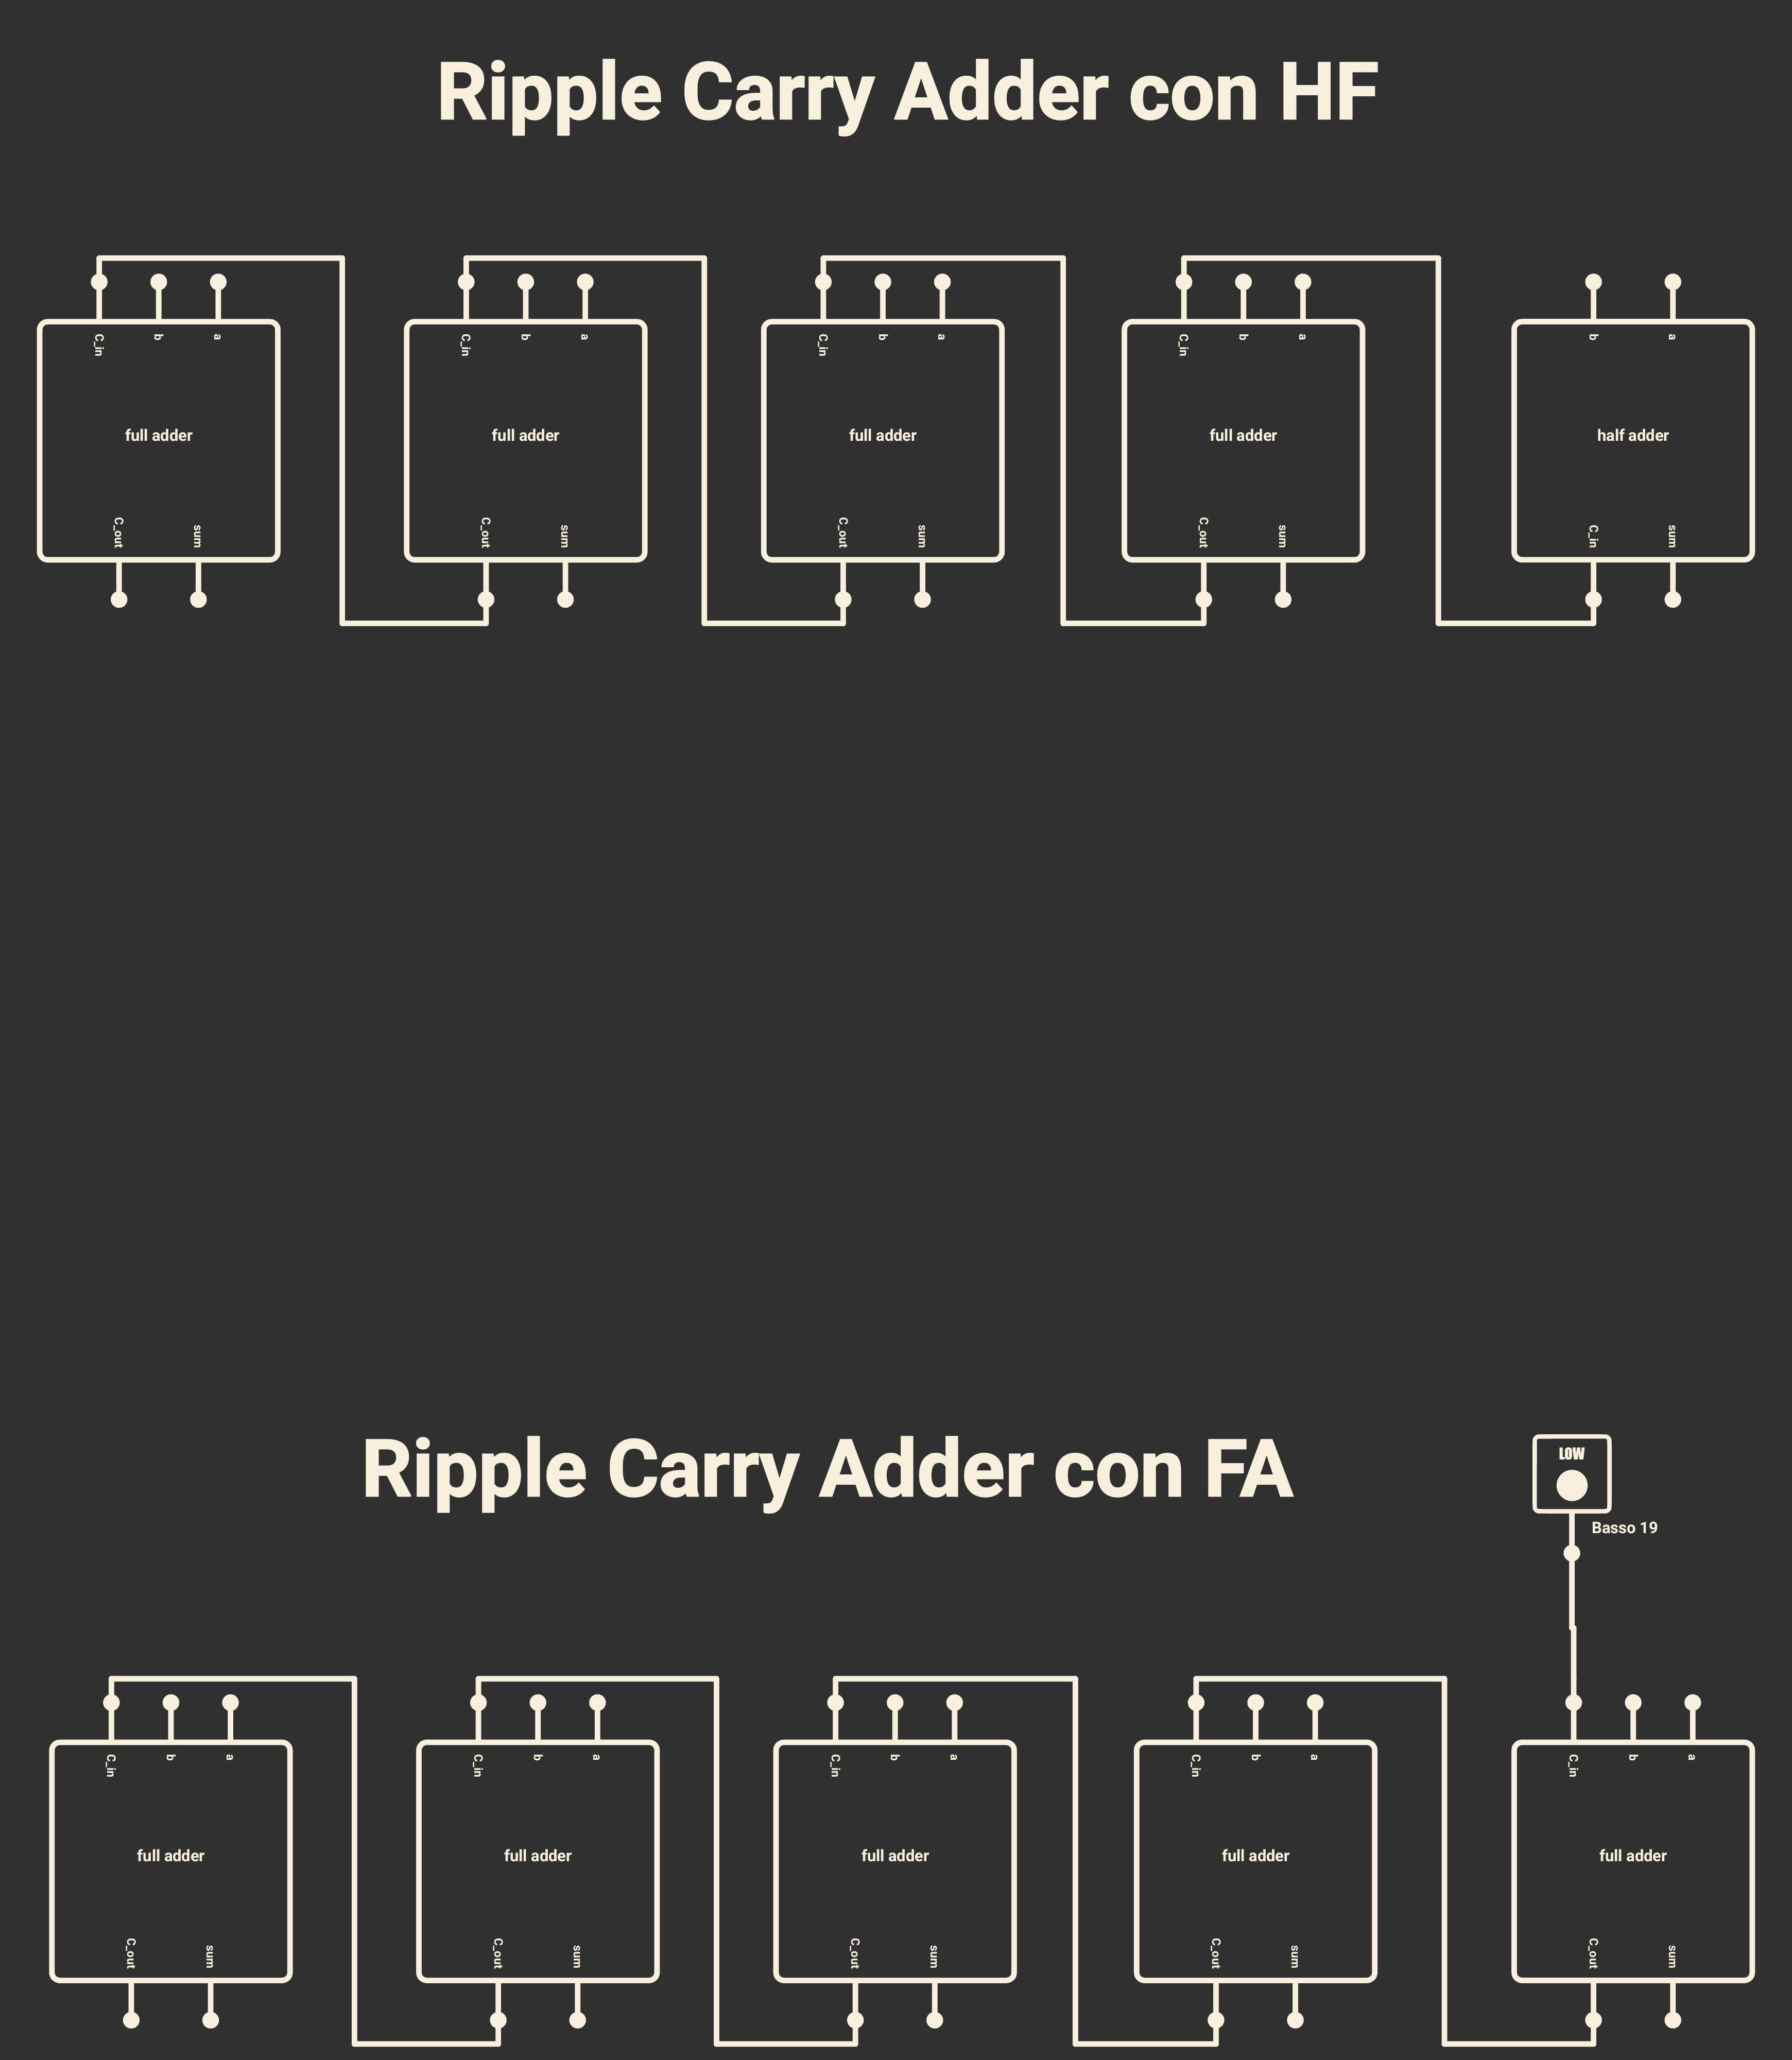 Ripple Carry Adder con HF
C_in b a C_in b a C_in b a C_in b a b a
full adder full adder full adder full adder half adder
C_out sum C_out sum C_out sum C_out sum C_in sum
Ripple Carry Adder con FA
LOW
Basso 19
C_in b a C_in b a C_in b a C_in b a C_in b a
full adder full adder full adder full adder full adder
C_out sum C_out sum C_out sum C_out sum C_out sum